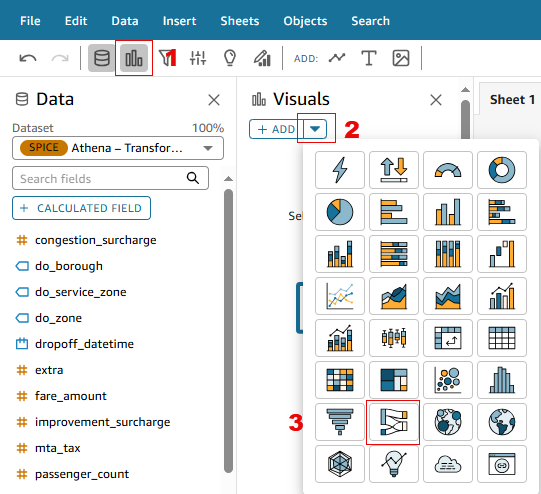 File Edit Data Insert Sheets Objects Search
1 ADD:
Data
Visuals
Sheet 1
Dataset 100%
+ ADD 2
SPICE Athena – Transfor...
Search fields
+ CALCULATED FIELD
Sel
congestion_surcharge
do_borough
do_service_zone
do_zone
dropoff_datetime
extra
fare_amount
3
improvement_surcharge
mta_tax
passenger_count